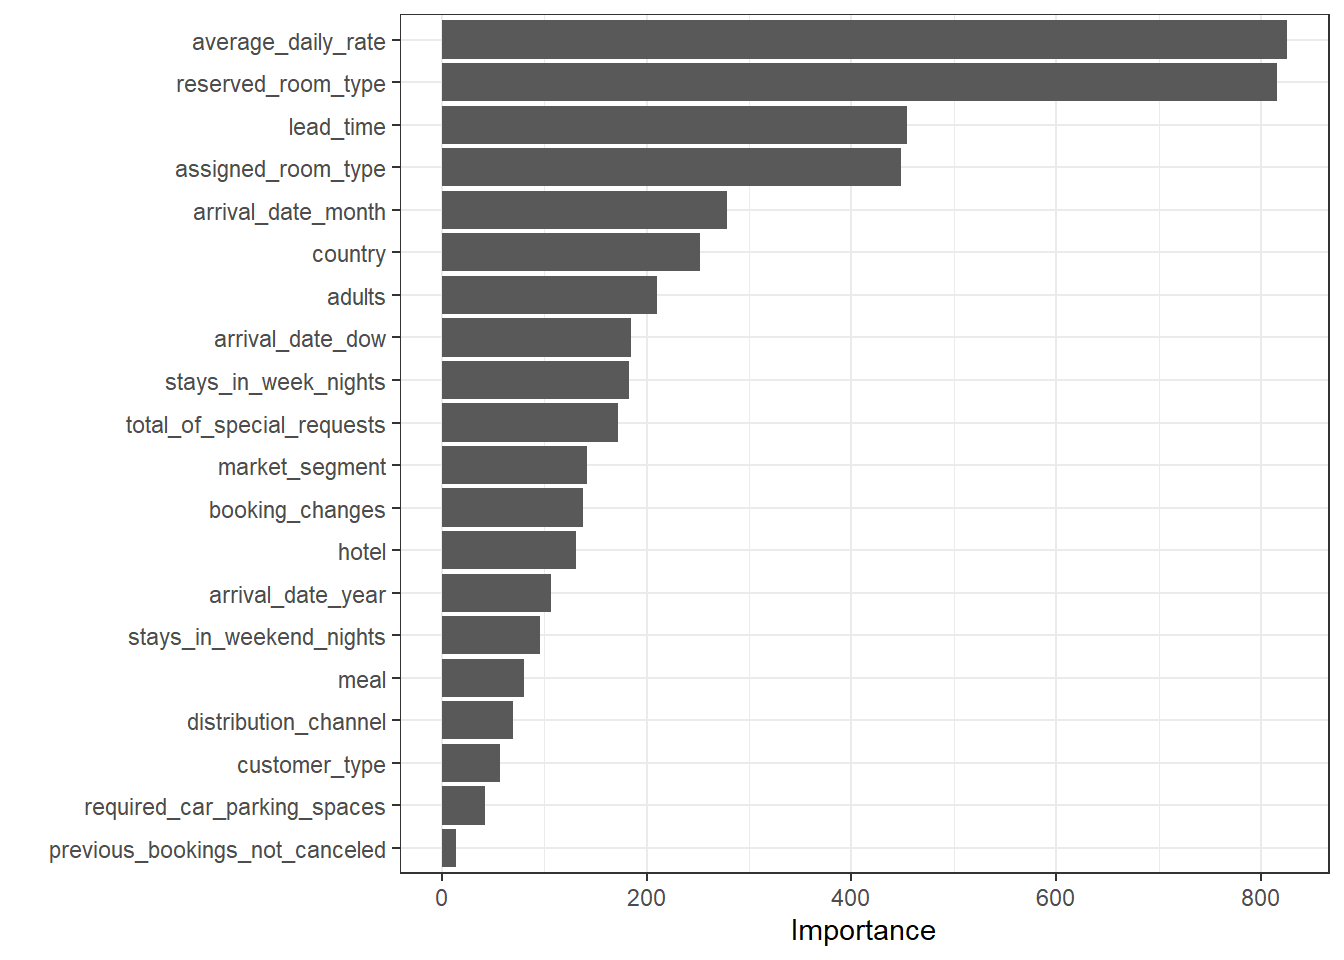 average_daily_rate
reserved_room_type
lead_time
assigned_room_type
arrival_date_month
country
adults
arrival_date_dow
stays_in_week_nights
total_of_special_requests
market_segment
booking_changes
hotel
arrival_date_year
stays_in_weekend_nights
meal
distribution_channel
customer_type
required_car_parking_spaces
previous_bookings_not_canceled
0 200 400 600 800
Importance